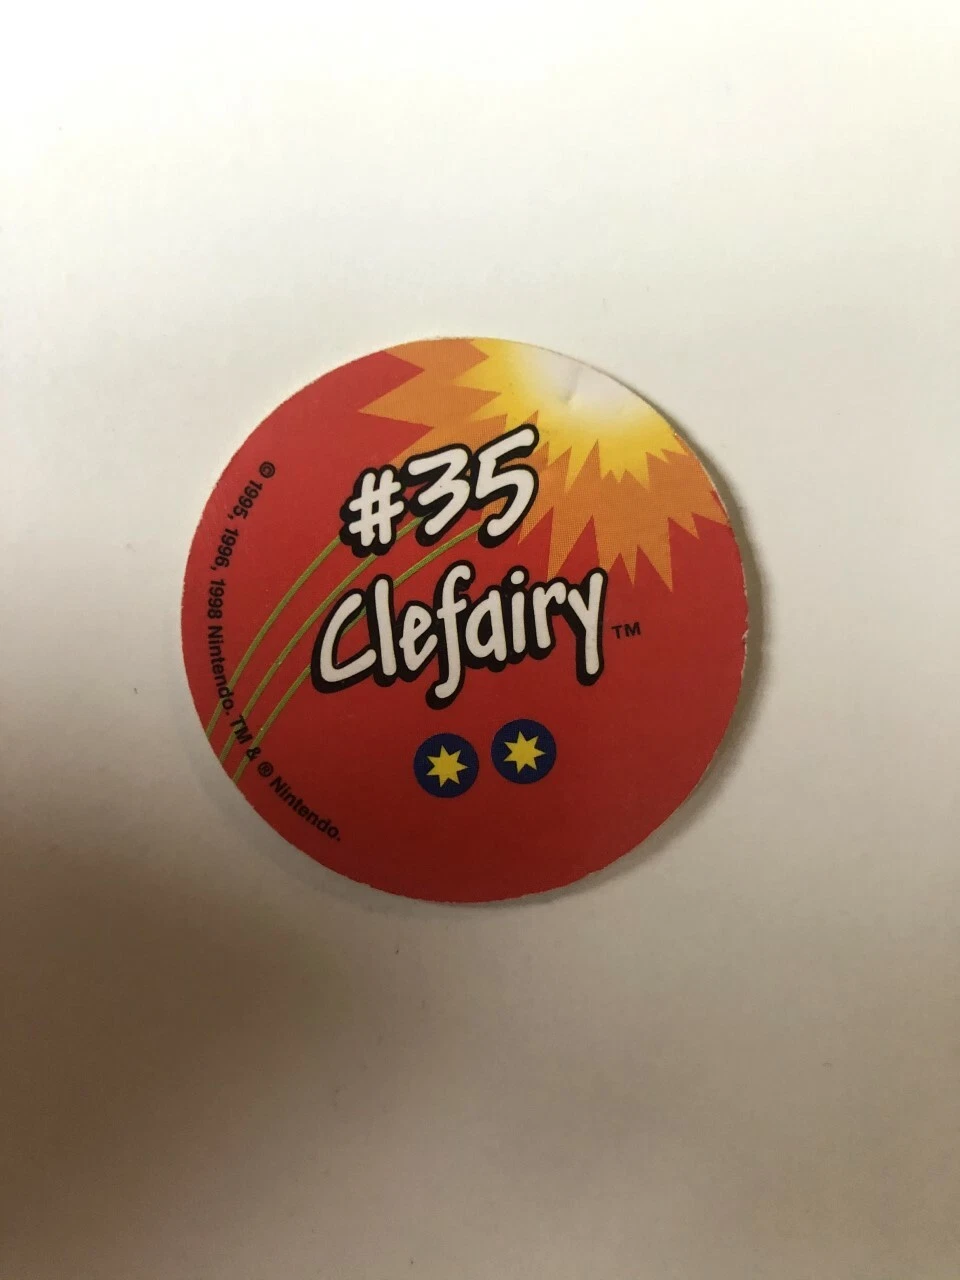 #35
Clefairy™
© 1995, 1996, 1998 Nintendo. TM & ® Nintendo.